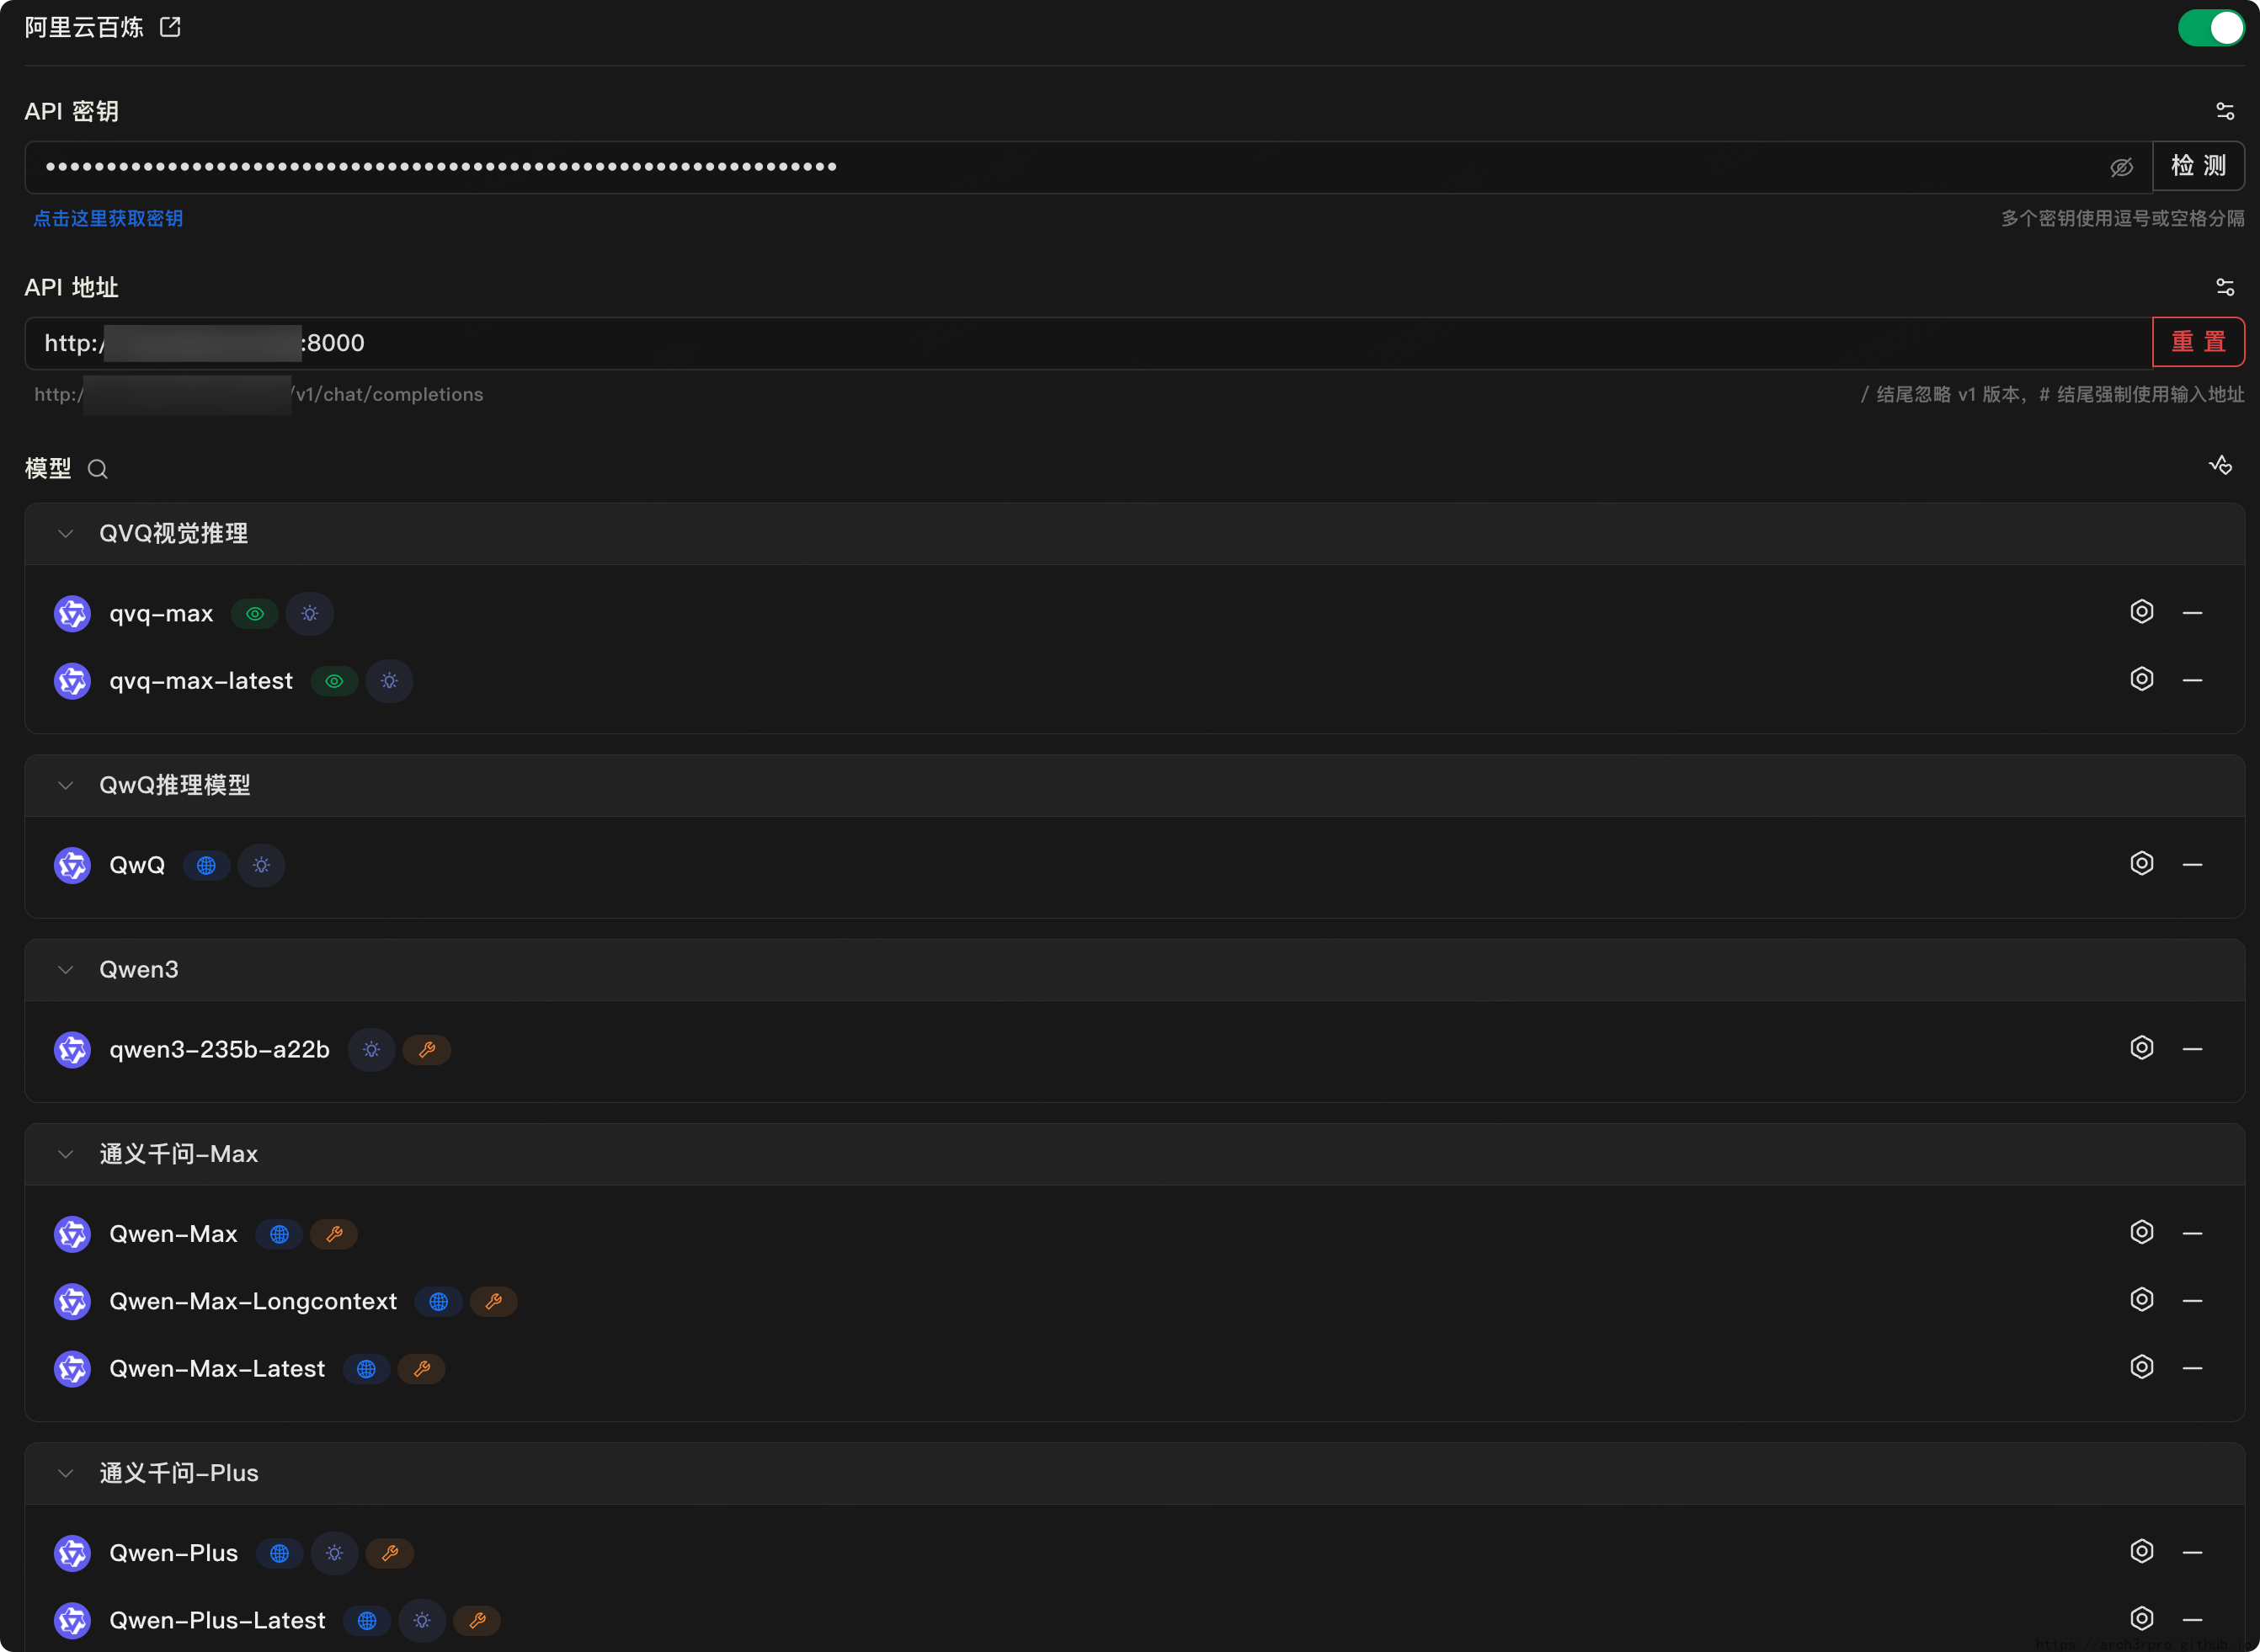 阿里云百炼
API 密钥
••••••••••••••••••••••••••••••••••••••••••••••••••••••••••••••••• 检 测
点击这里获取密钥 多个密钥使用逗号或空格分隔
API 地址
http:/ :8000 重 置
http:/ /v1/chat/completions / 结尾忽略 v1 版本，# 结尾强制使用输入地址
模型
QVQ视觉推理
qvq-max
qvq-max-latest
QwQ推理模型
QwQ
Qwen3
qwen3-235b-a22b
通义千问-Max
Qwen-Max
Qwen-Max-Longcontext
Qwen-Max-Latest
通义千问-Plus
Qwen-Plus
Qwen-Plus-Latest